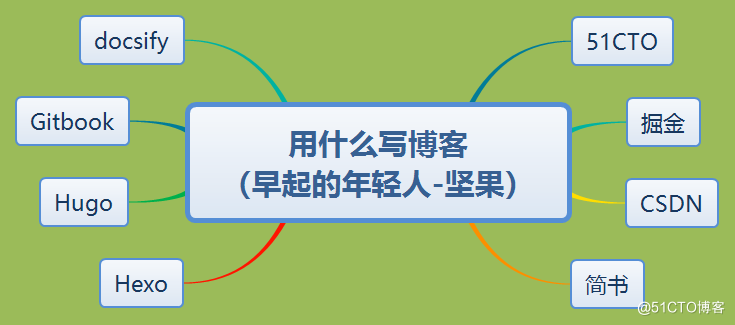 docsify
51CTO
Gitbook
掘金
用什么写博客
（早起的年轻人-坚果）
Hugo
CSDN
Hexo
简书
@51CTO博客